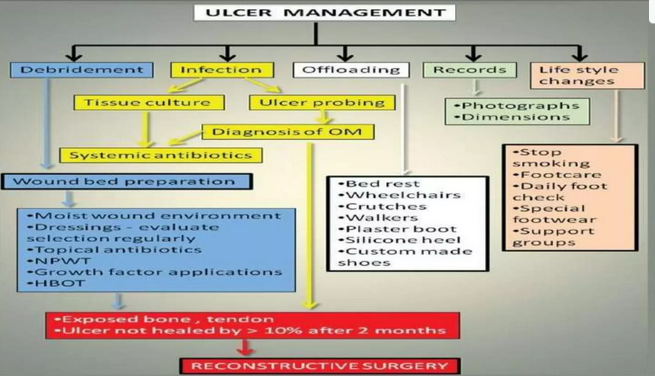 ULCER MANAGEMENT
Debridement
Infection
Offloading
Records
Life style
changes
Tissue culture
Ulcer probing
•Photographs
•Dimensions
Diagnosis of OM
Systemic antibiotics
•Stop
smoking
•Footcare
•Daily foot
check
•Special
footwear
•Support
groups
Wound bed preparation
•Bed rest
•Wheelchairs
•Crutches
•Walkers
•Plaster boot
•Silicone heel
•Custom made
shoes
•Moist wound environment
•Dressings - evaluate
selection regularly
•Topical antibiotics
•NPWT
•Growth factor applications
•HBOT
•Exposed bone , tendon
•Ulcer not healed by > 10% after 2 months
RECONSTRUCTIVE SURGERY